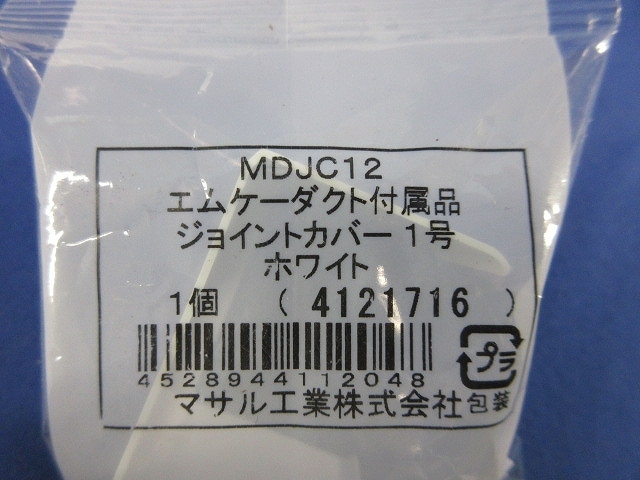 MDJC12
エムケーダクト付属品
ジョイントカバー1号
ホワイト
1個 ( 4121716 )
4528944112048
プラ
マサル工業株式会社 包装